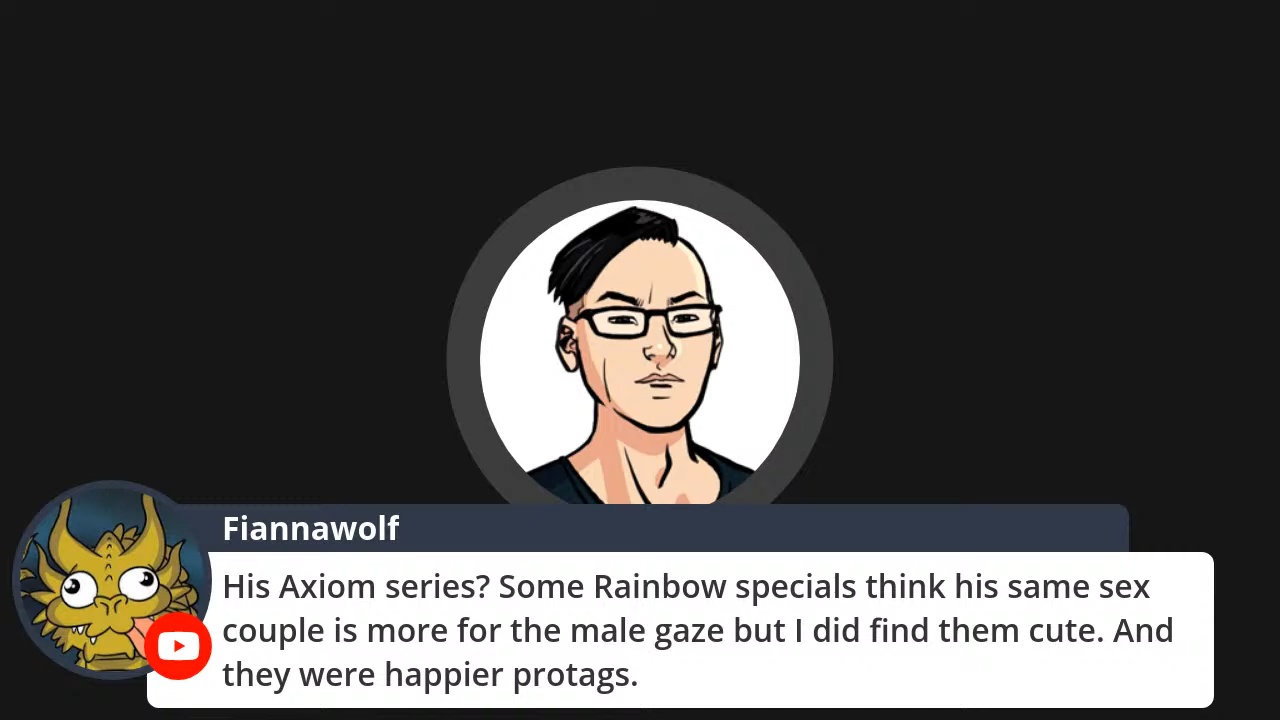 Fiannawolf
His Axiom series? Some Rainbow specials think his same sex
couple is more for the male gaze but I did find them cute. And
they were happier protags.